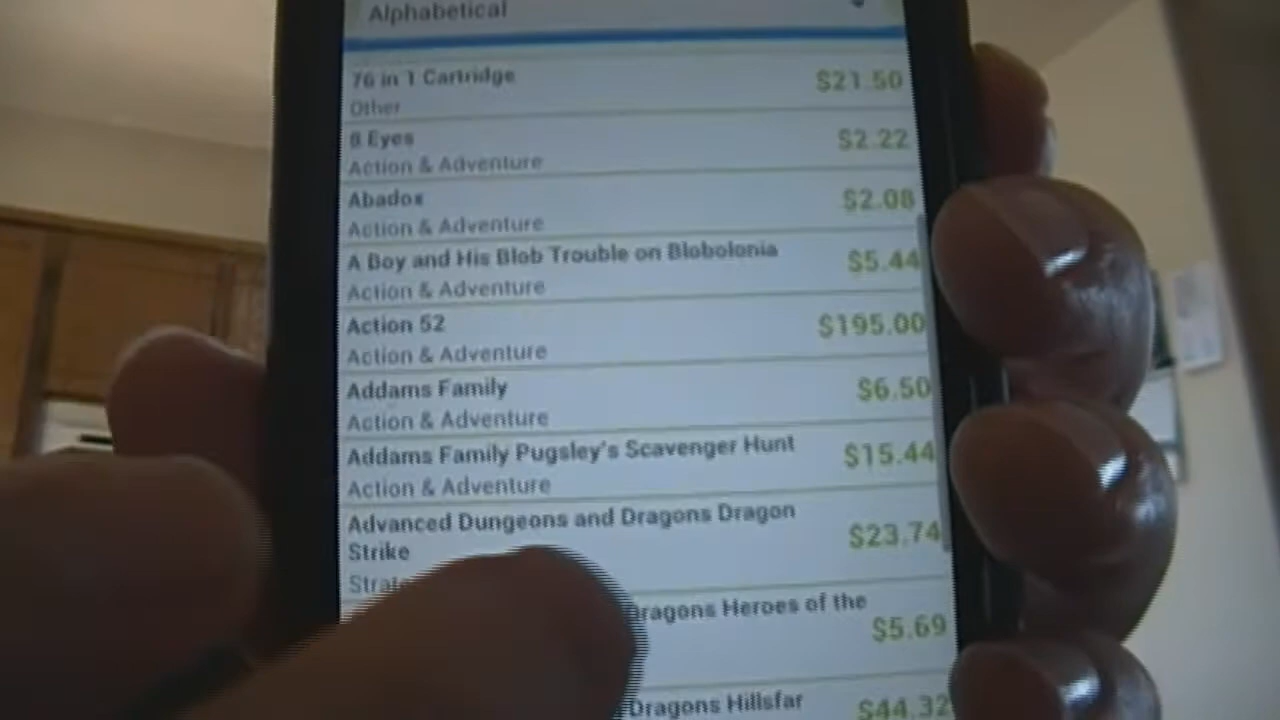 Alphabetical
76 in 1 Cartridge
$21.50
Other
8 Eyes
$2.22
Action & Adventure
Abadox
$2.08
Action & Adventure
A Boy and His Blob Trouble on Blobolonia
$5.44
Action & Adventure
Action 52
$195.00
Action & Adventure
Addams Family
$6.50
Action & Adventure
Addams Family Pugsley's Scavenger Hunt
$15.44
Action & Adventure
Advanced Dungeons and Dragons Dragon
Strike
$23.74
Strate
Dragons Heroes of the
$5.69
Dragons Hillsfar
$44.32